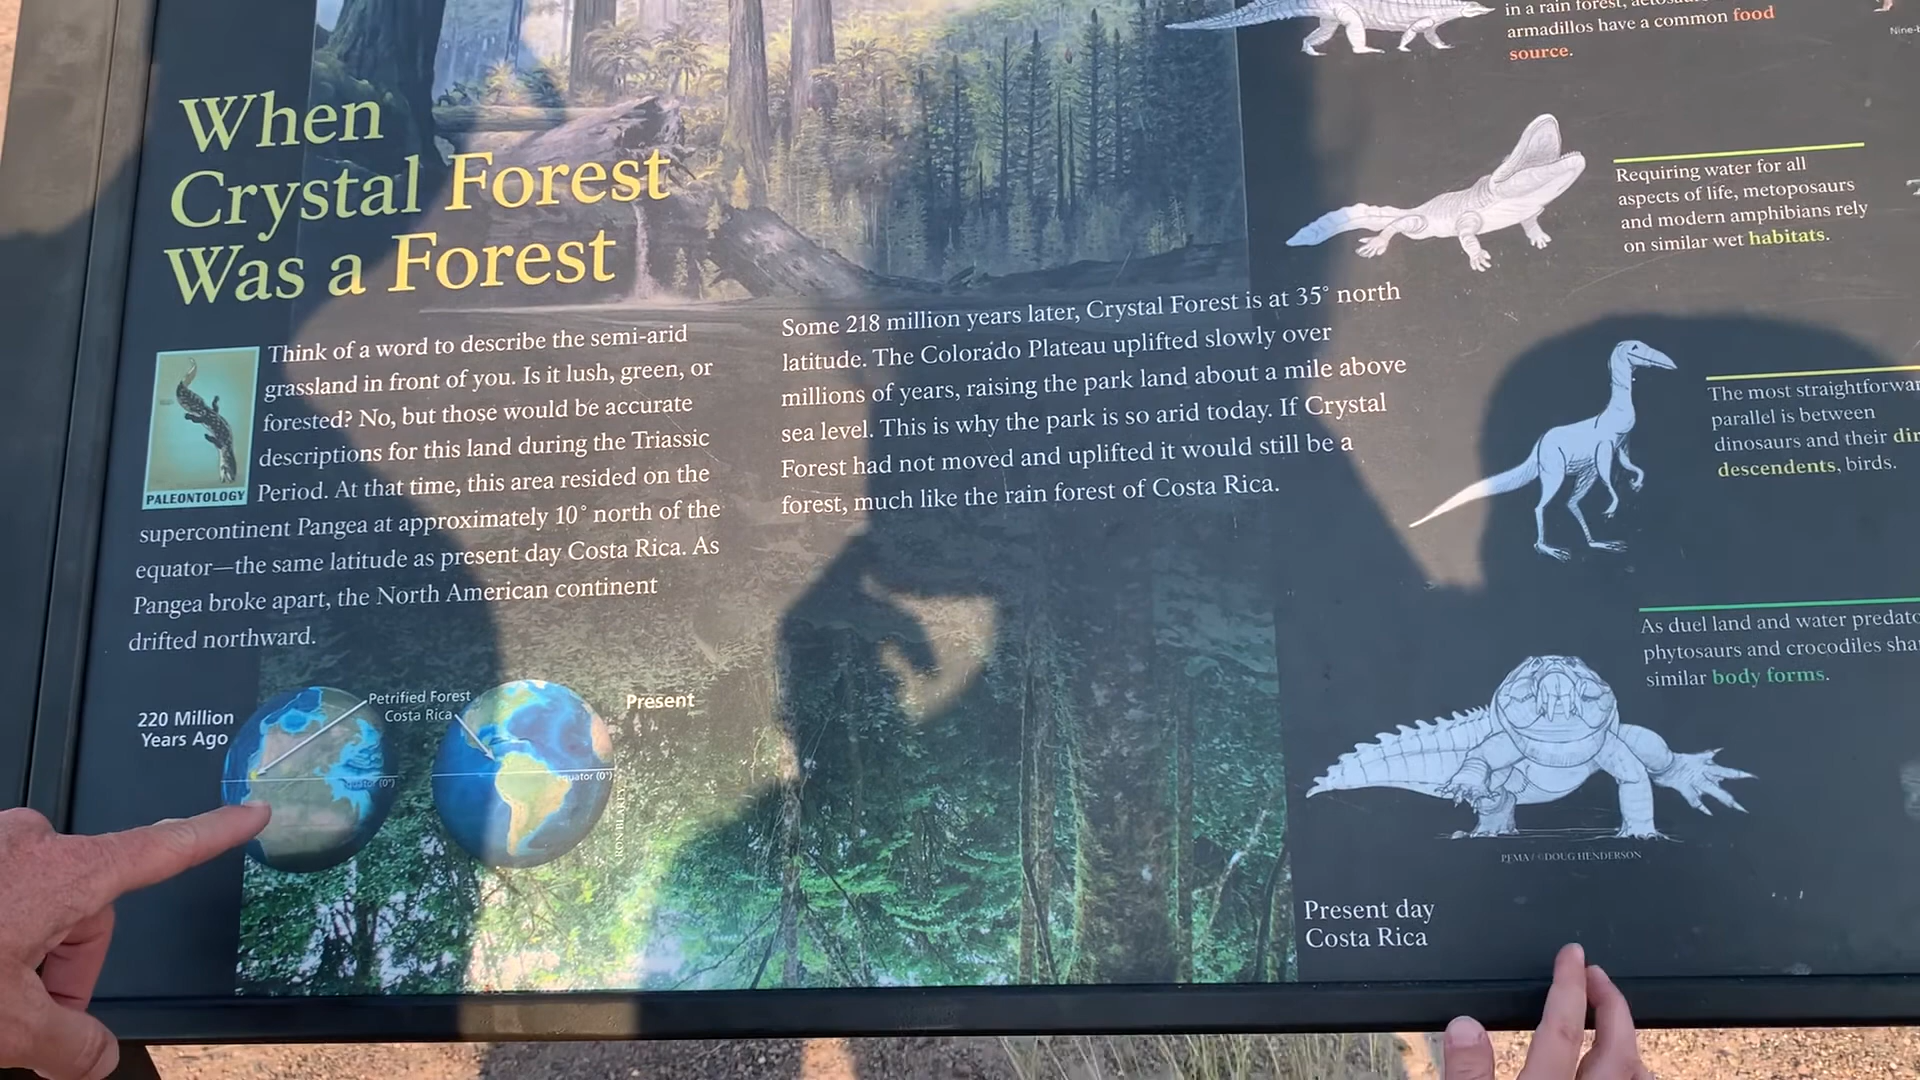 When
Crystal Forest
Was a Forest
PALEONTOLOGY
Think of a word to describe the semi-arid
grassland in front of you. Is it lush, green, or
forested? No, but those would be accurate
descriptions for this land during the Triassic
Period. At that time, this area resided on the
supercontinent Pangea at approximately 10° north of the
equator—the same latitude as present day Costa Rica. As
Pangea broke apart, the North American continent
drifted northward.
Some 218 million years later, Crystal Forest is at 35° north
latitude. The Colorado Plateau uplifted slowly over
millions of years, raising the park land about a mile above
sea level. This is why the park is so arid today. If Crystal
Forest had not moved and uplifted it would still be a
forest, much like the rain forest of Costa Rica.
220 Million
Years Ago
Petrified Forest
Costa Rica
Present
equator (0°)
equator (0°)
RON BLAKEY
in a rain forest,
armadillos have a common food
source.
Requiring water for all
aspects of life, metoposaurs
and modern amphibians rely
on similar wet habitats.
The most straightforwar
parallel is between
dinosaurs and their dir
descendents, birds.
As duel land and water predato
phytosaurs and crocodiles sha
similar body forms.
PEMA / ©DOUG HENDERSON
Present day
Costa Rica